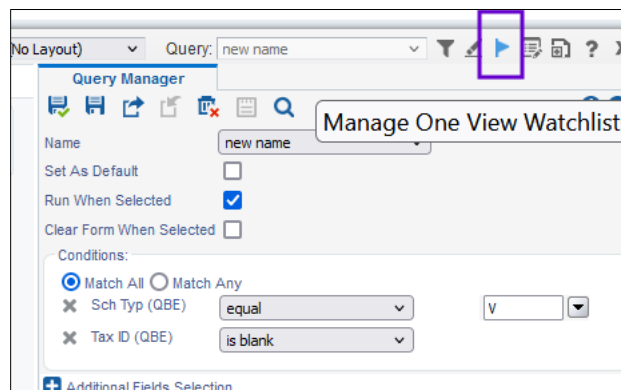 No Layout) Query: new name
?
Query Manager
Manage One View Watchlist
Name new name
Set As Default
Run When Selected
Clear Form When Selected
Conditions:
Match All Match Any
Sch Typ (QBE) equal V
Tax ID (QBE) is blank
Additional Fields Selection